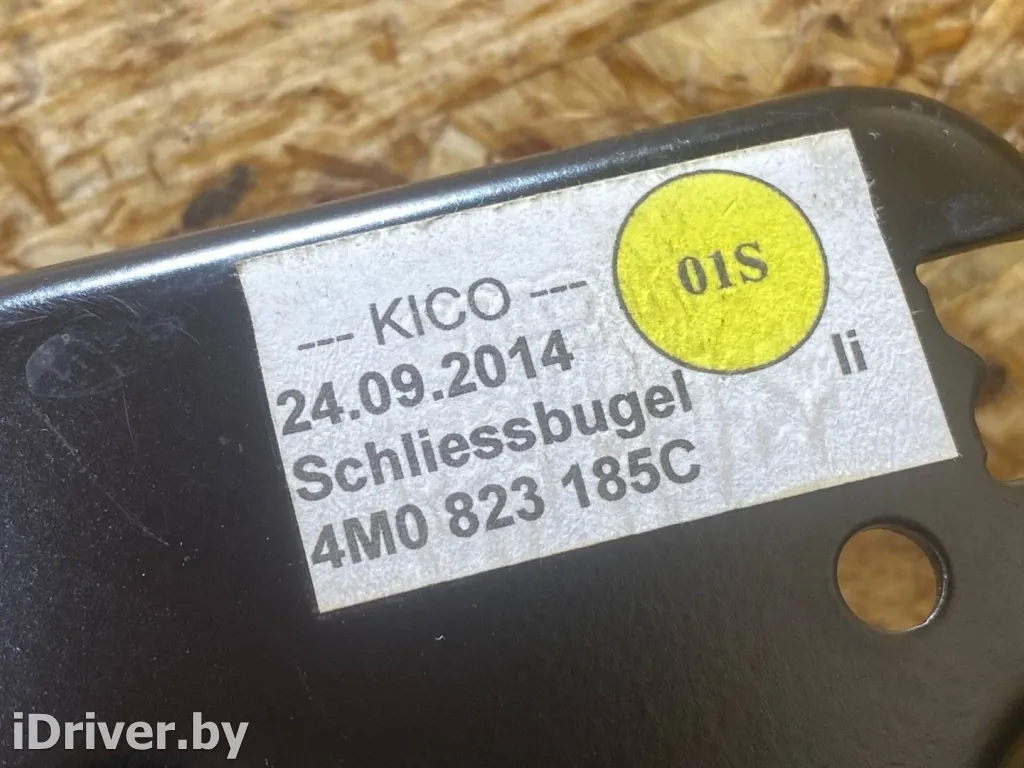 --- KICO ---
01S
24.09.2014
li
Schliessbugel
4M0 823 185C
iDriver.by